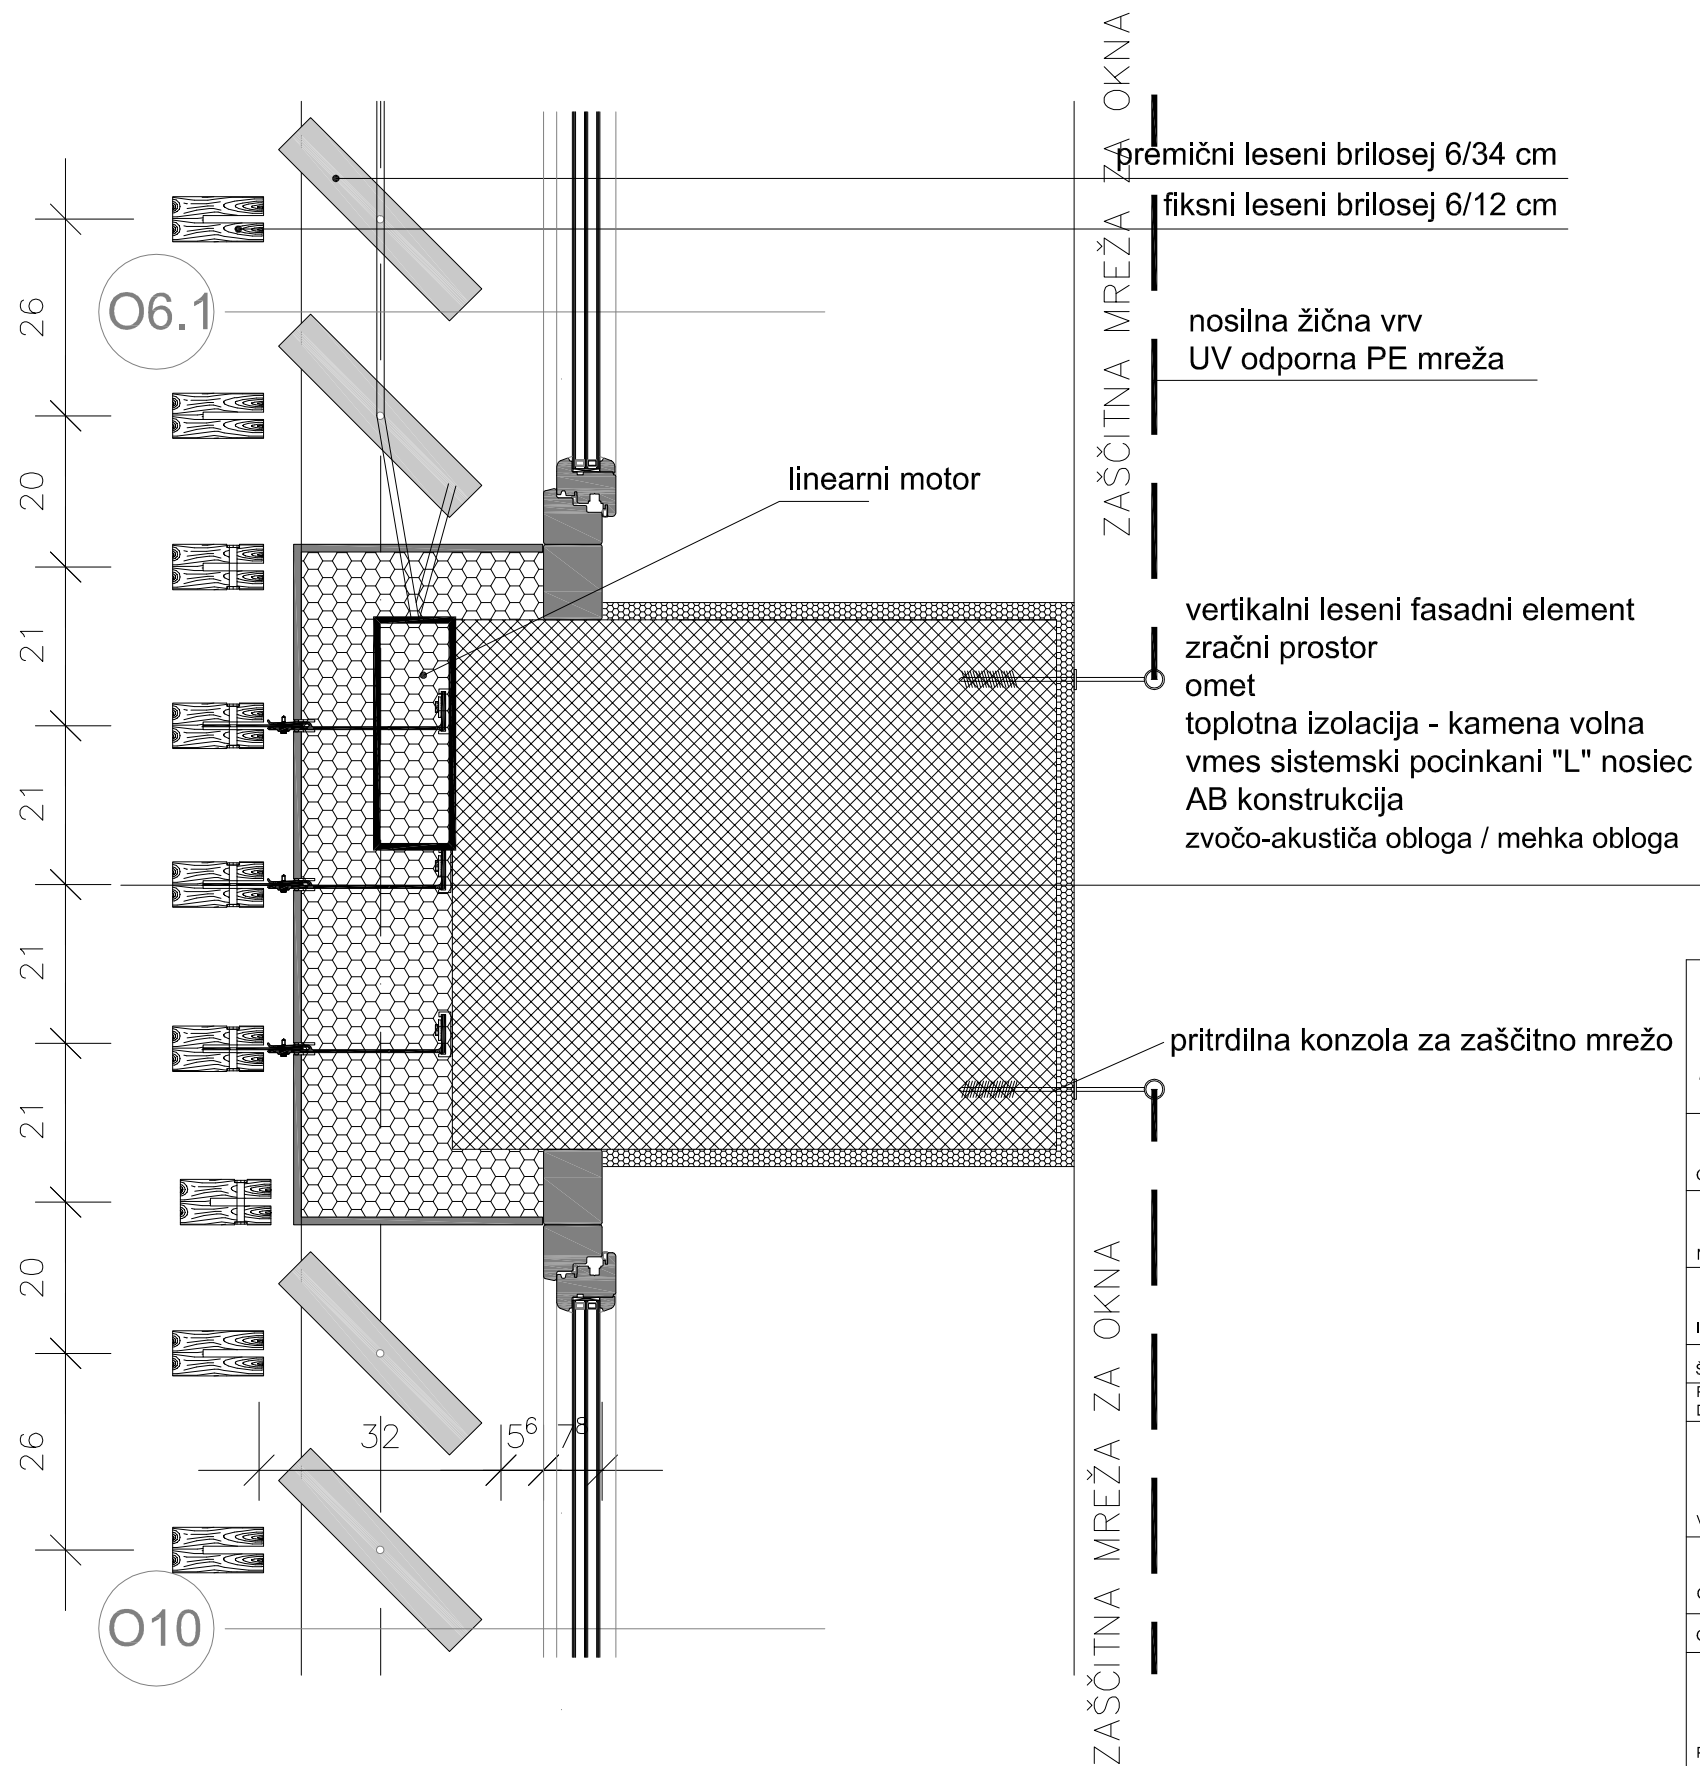 ZAŠČITNA MREŽA ZA OKNA
premični leseni brilosej 6/34 cm
fiksni leseni brilosej 6/12 cm
O6.1
nosilna žična vrv
UV odporna PE mreža
linearni motor
vertikalni leseni fasadni element
zračni prostor
omet
toplotna izolacija - kamena volna
vmes sistemski pocinkani "L" nosiec
AB konstrukcija
zvočo-akustiča obloga / mehka obloga
pritrdilna konzola za zaščitno mrežo
26
20
21
21
21
21
20
26
32
5⁶
7⁸
O10
ZAŠČITNA MREŽA ZA OKNA